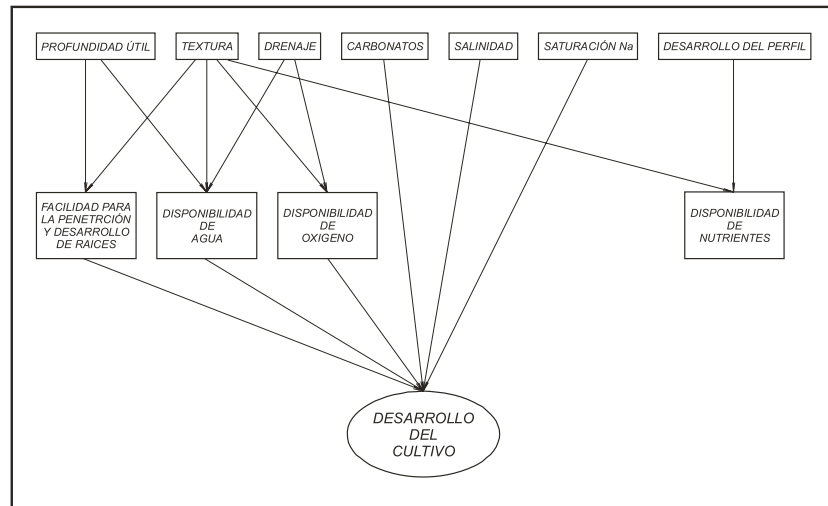 PROFUNDIDAD ÚTIL
TEXTURA
DRENAJE
CARBONATOS
SALINIDAD
SATURACIÓN Na
DESARROLLO DEL PERFIL
FACILIDAD PARA
LA PENETRCIÓN
Y DESARROLLO
DE RAICES
DISPONIBILIDAD
DE
AGUA
DISPONIBILIDAD
DE
OXIGENO
DISPONIBILIDAD
DE
NUTRIENTES
DESARROLLO
DEL
CULTIVO